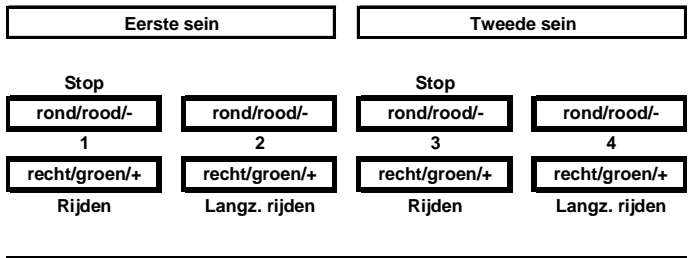 Eerste sein Tweede sein
Stop Stop
rond/rood/- rond/rood/- rond/rood/- rond/rood/-
1 2 3 4
recht/groen/+ recht/groen/+ recht/groen/+ recht/groen/+
Rijden Langz. rijden Rijden Langz. rijden